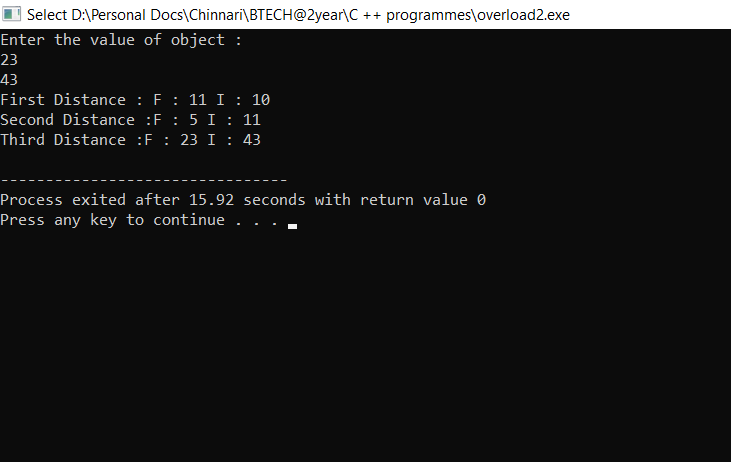 Select D:\Personal Docs\Chinnari\BTECH@2year\C ++ programmes\overload2.exe
Enter the value of object :
23
43
First Distance : F : 11 I : 10
Second Distance :F : 5 I : 11
Third Distance :F : 23 I : 43
--------------------------------
Process exited after 15.92 seconds with return value 0
Press any key to continue . . .